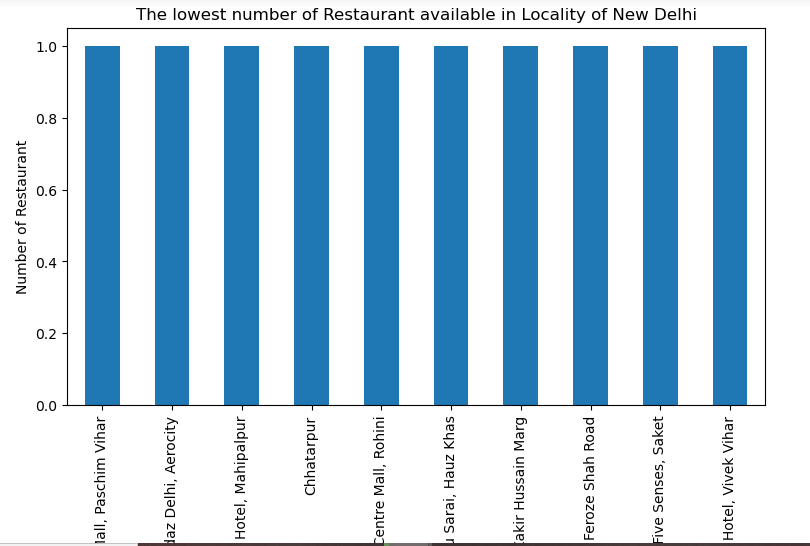 The lowest number of Restaurant available in Locality of New Delhi
Number of Restaurant
1.0
0.8
0.6
0.4
0.2
0.0
Paschim Vihar
Delhi, Aerocity
Hotel, Mahipalpur
Chhatarpur
Centre Mall, Rohini
Sarai, Hauz Khas
Hussain Marg
Feroze Shah Road
Five Senses, Saket
Hotel, Vivek Vihar